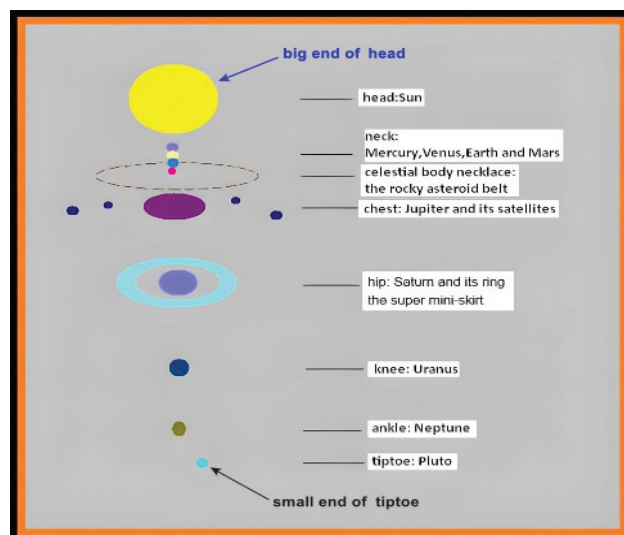 big end of head
head:Sun
neck:
Mercury,Venus,Earth and Mars
celestial body necklace:
the rocky asteroid belt
chest: Jupiter and its satellites
hip: Saturn and its ring
the super mini-skirt
knee: Uranus
ankle: Neptune
tiptoe: Pluto
small end of tiptoe